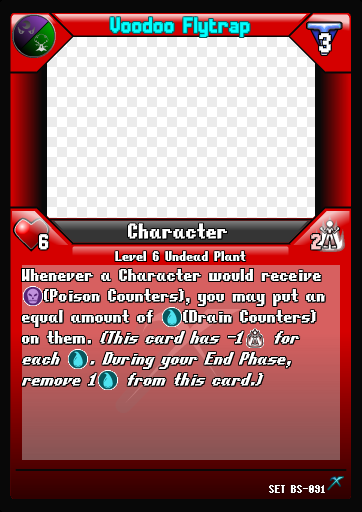 Voodoo Flytrap
3
Character
6
2
Level 6 Undead Plant
Whenever a Character would receive
(Poison Counters), you may put an
equal amount of (Drain Counters)
on them. (This card has -1 for
each . During your End Phase,
remove 1 from this card.)
SET BS-091